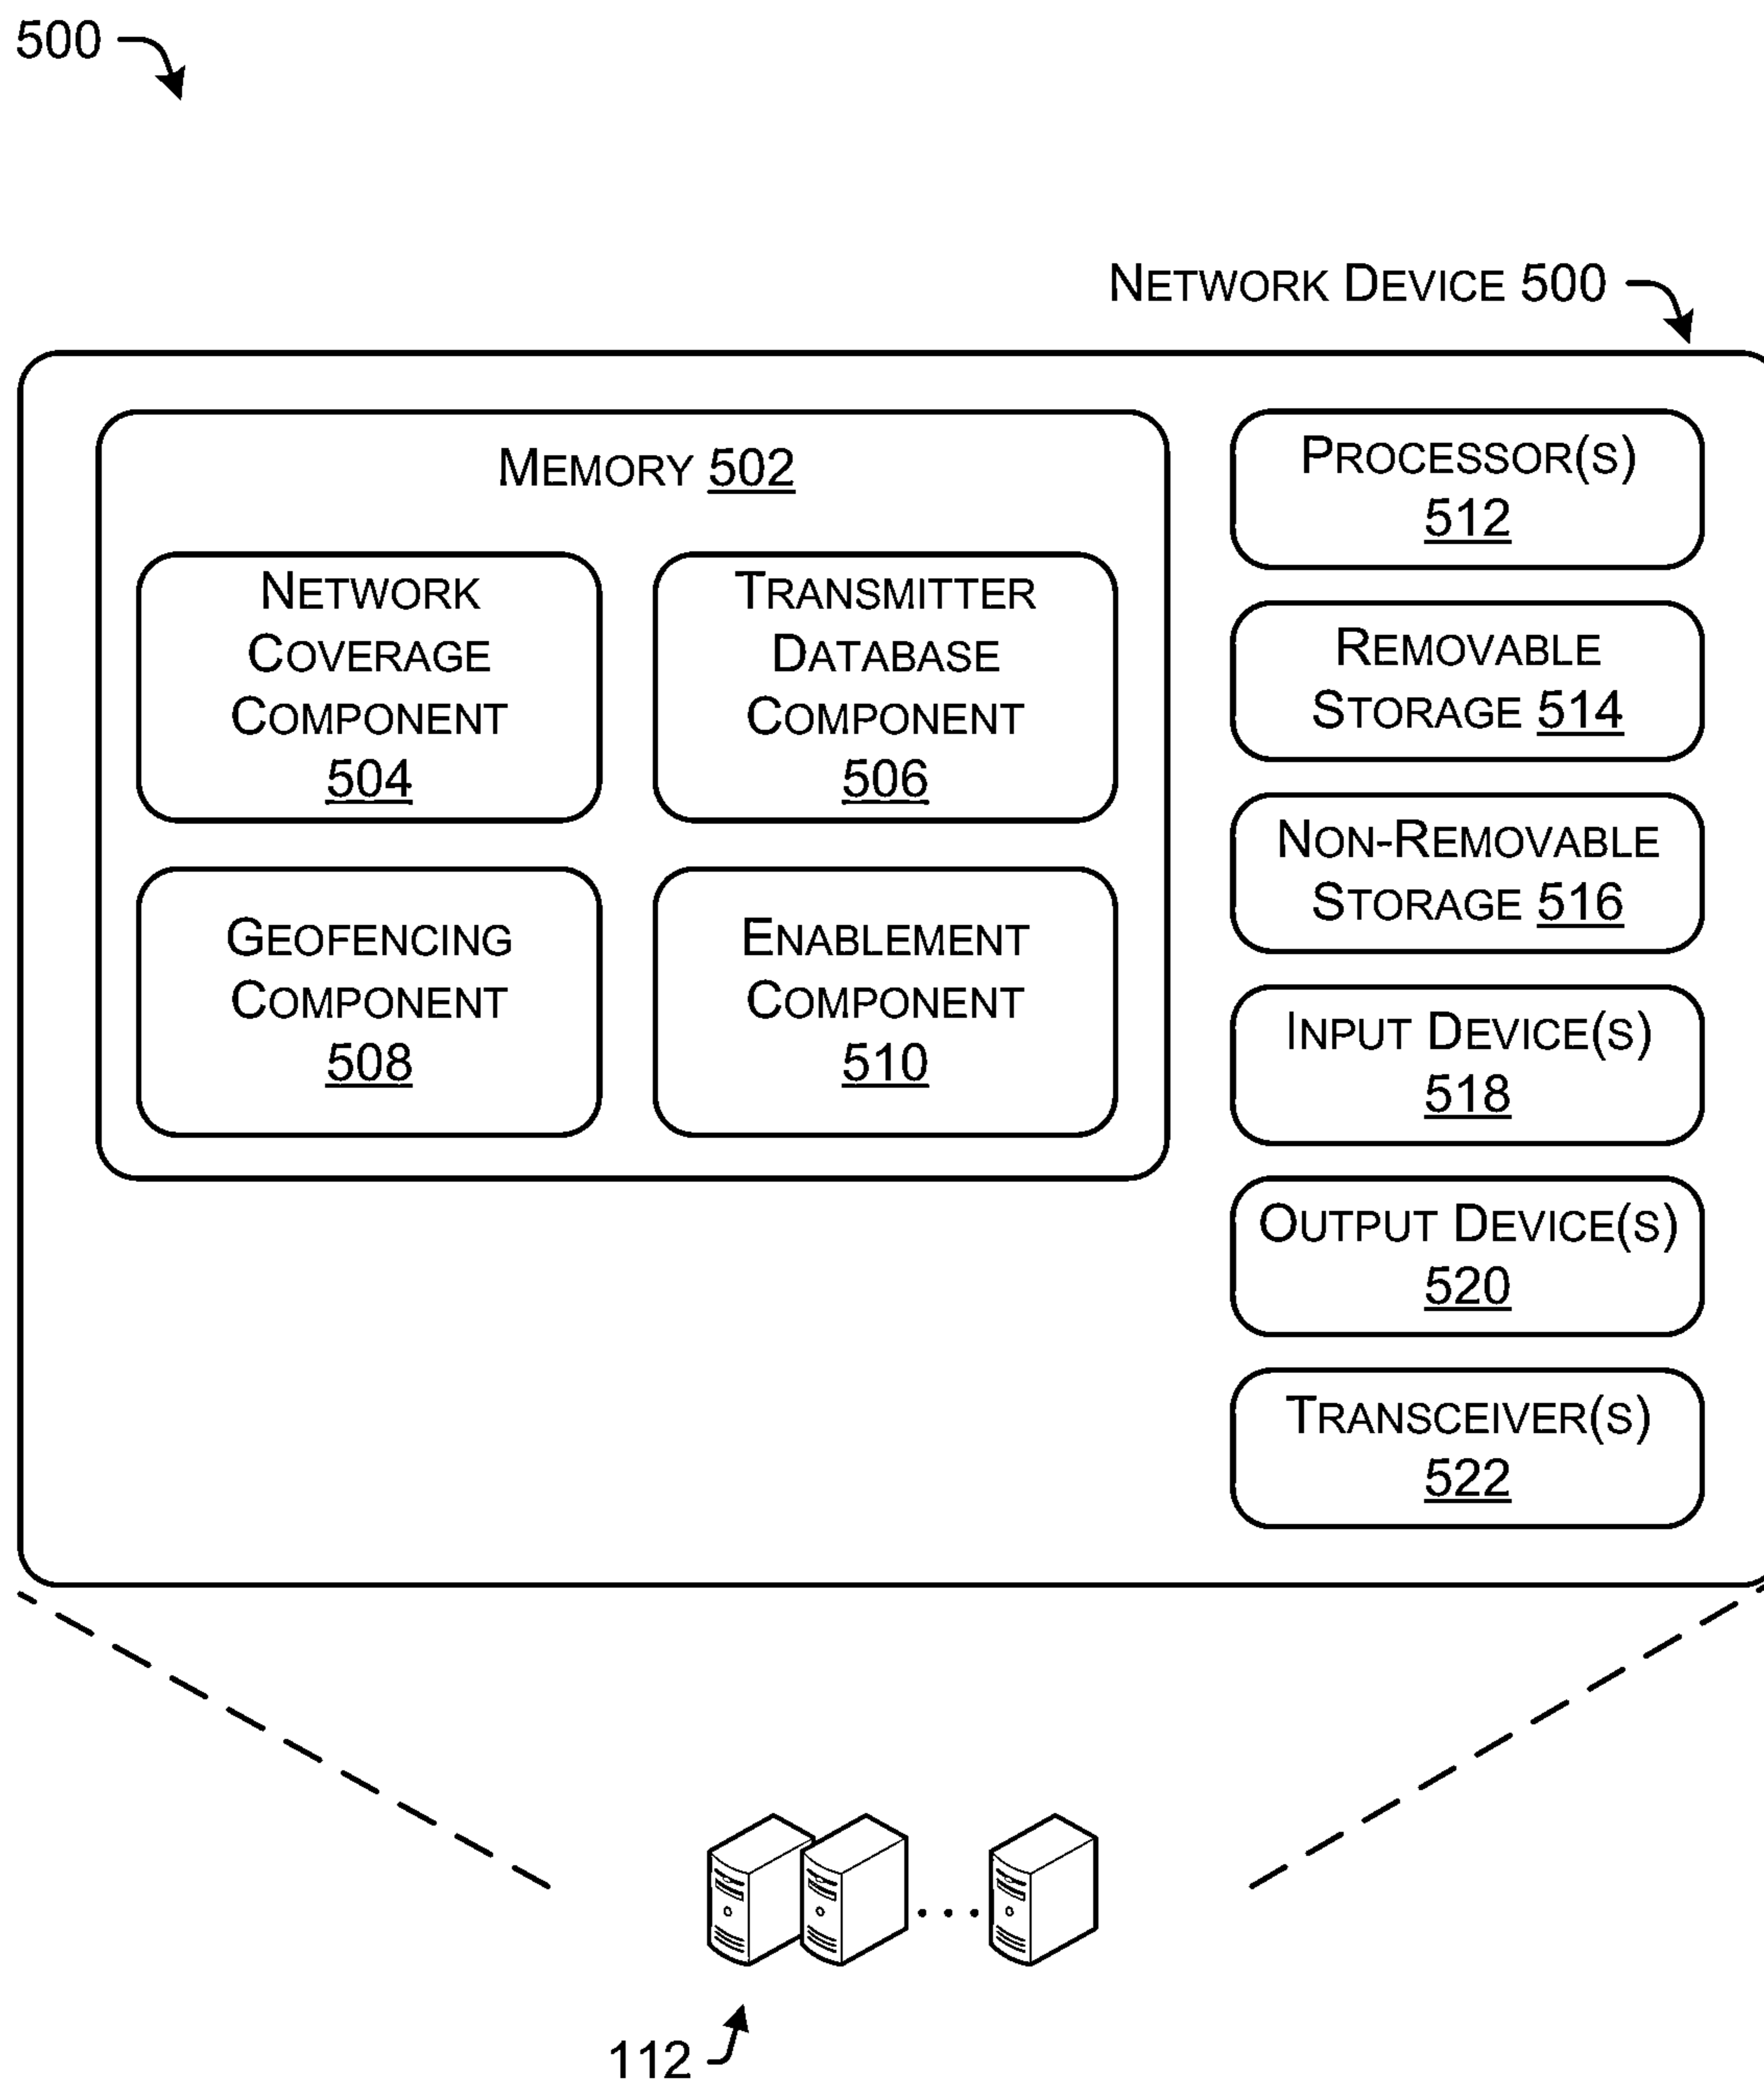 500
NETWORK DEVICE 500
MEMORY 502
NETWORK
COVERAGE
COMPONENT
504
TRANSMITTER
DATABASE
COMPONENT
506
GEOFENCING
COMPONENT
508
ENABLEMENT
COMPONENT
510
PROCESSOR(S)
512
REMOVABLE
STORAGE 514
NON-REMOVABLE
STORAGE 516
INPUT DEVICE(S)
518
OUTPUT DEVICE(S)
520
TRANSCEIVER(S)
522
112